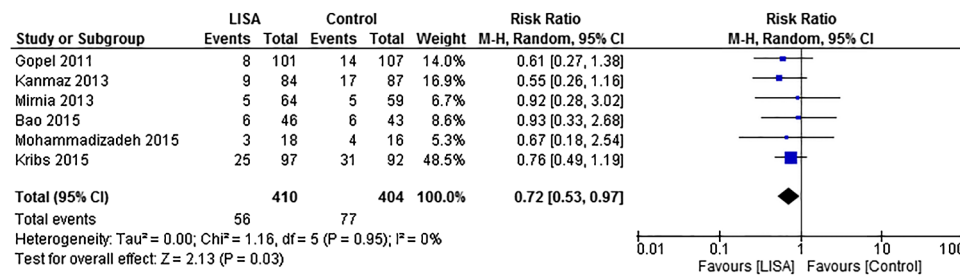 LISA Control Risk Ratio Risk Ratio
Study or Subgroup Events Total Events Total Weight M-H, Random, 95% CI M-H, Random, 95% CI
Gopel 2011 8 101 14 107 14.0% 0.61 [0.27, 1.38]
Kanmaz 2013 9 84 17 87 16.9% 0.55 [0.26, 1.16]
Mirnia 2013 5 64 5 59 6.7% 0.92 [0.28, 3.02]
Bao 2015 6 46 6 43 8.6% 0.93 [0.33, 2.68]
Mohammadizadeh 2015 3 18 4 16 5.3% 0.67 [0.18, 2.54]
Kribs 2015 25 97 31 92 48.5% 0.76 [0.49, 1.19]
Total (95% CI) 410 404 100.0% 0.72 [0.53, 0.97]
Total events 56 77
Heterogeneity: Tau² = 0.00; Chi² = 1.16, df = 5 (P = 0.95); I² = 0%
Test for overall effect: Z = 2.13 (P = 0.03)
0.01 0.1 1 10 100
Favours [LISA] Favours [Control]